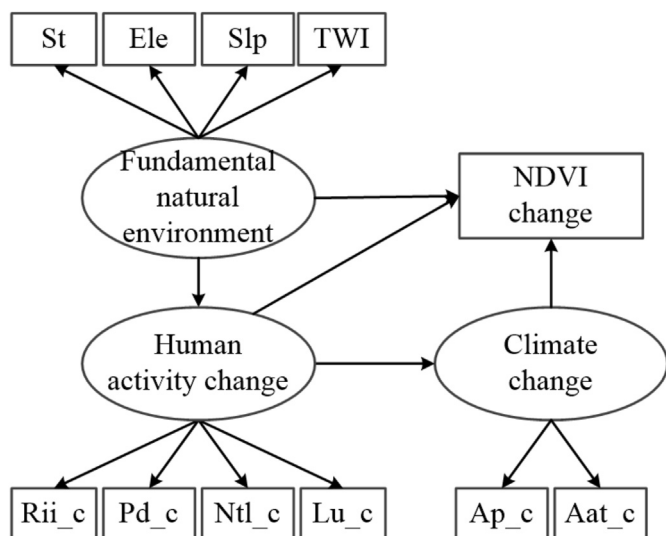 St
Ele
Slp
TWI
Fundamental
natural
environment
NDVI
change
Human
activity change
Climate
change
Rii_c
Pd_c
Ntl_c
Lu_c
Ap_c
Aat_c